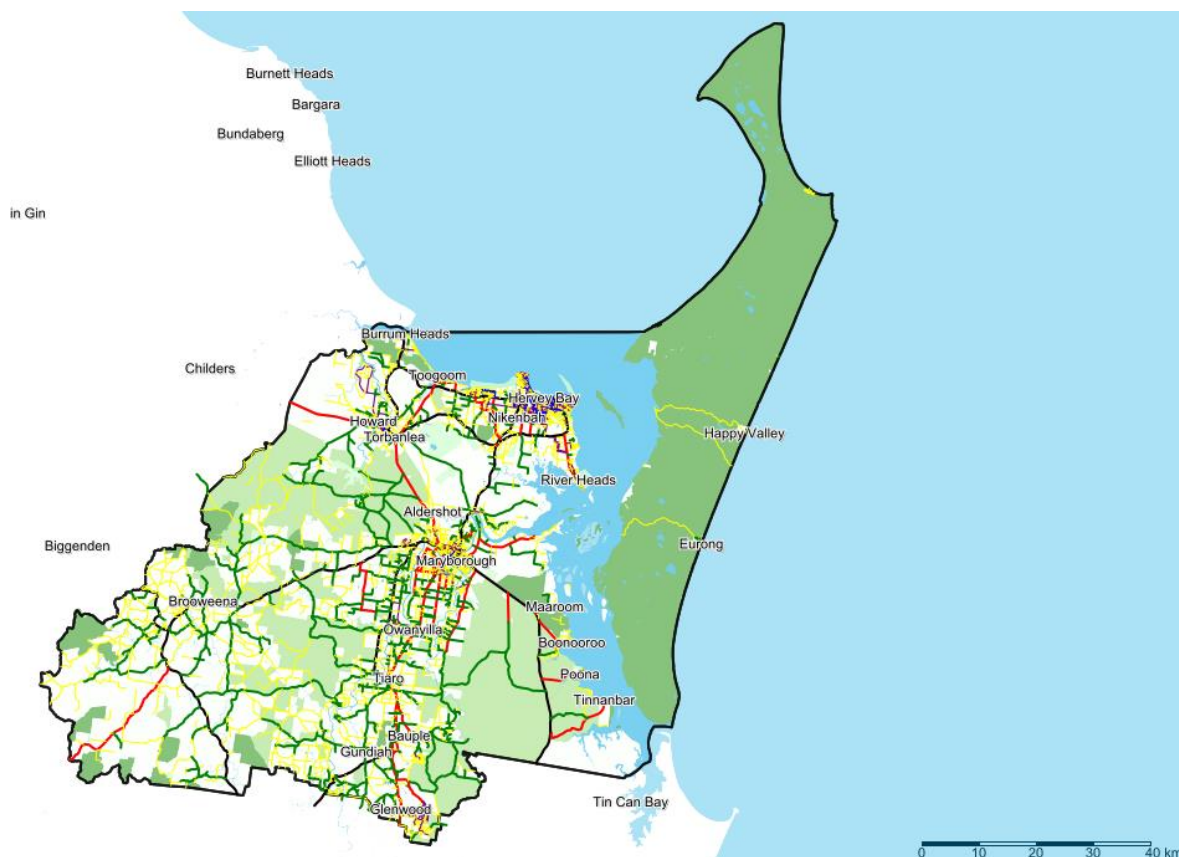 Burnett Heads
Bargara
Bundaberg
Elliott Heads
in Gin
Burrum Heads
Childers
Toogoom
Hervey Bay
Nikenbah
Howard
Torbanlea
Happy Valley
River Heads
Aldershot
Biggenden
Eurong
Maryborough
Brooweena
Maaroom
Owanyilla
Boonooroo
Poona
Tiaro
Tinnanbar
Bauple
Gundiah
Tin Can Bay
Glenwood
0 10 20 30 40 km